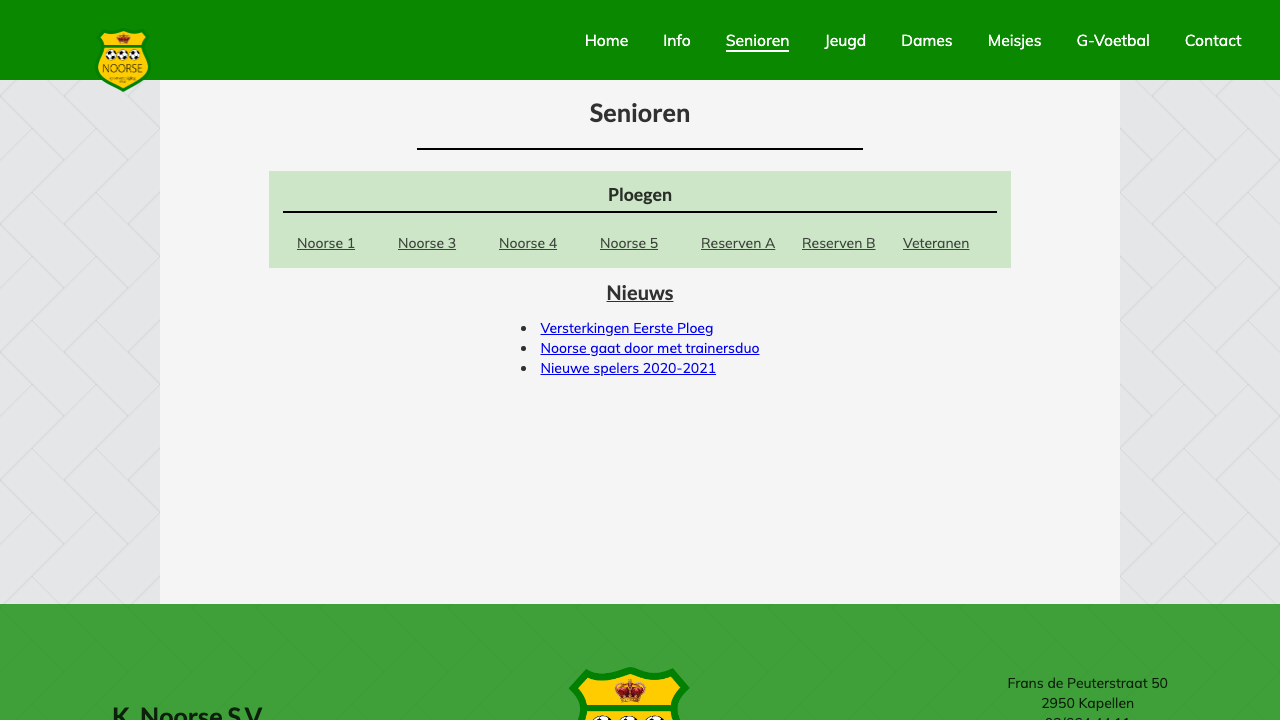 NOORSE
Home
Info
Senioren
Jeugd
Dames
Meisjes
G-Voetbal
Contact
Senioren
Ploegen
Noorse 1
Noorse 3
Noorse 4
Noorse 5
Reserven A
Reserven B
Veteranen
Nieuws
Versterkingen Eerste Ploeg
Noorse gaat door met trainersduo
Nieuwe spelers 2020-2021
K. Noorse S.V.
Frans de Peuterstraat 50
2950 Kapellen